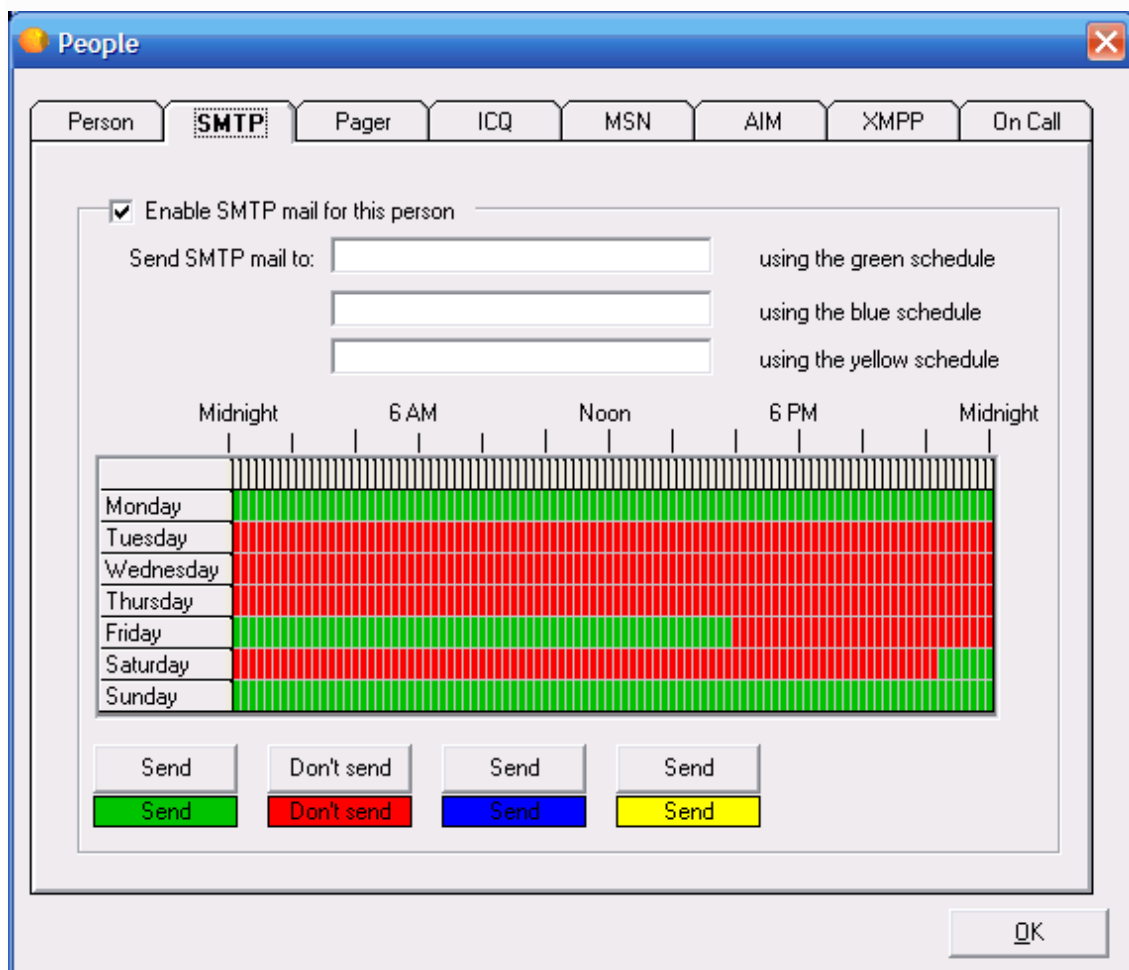 People
Person SMTP Pager ICQ MSN AIM XMPP On Call
Enable SMTP mail for this person
Send SMTP mail to: using the green schedule
using the blue schedule
using the yellow schedule
Midnight 6 AM Noon 6 PM Midnight
Monday
Tuesday
Wednesday
Thursday
Friday
Saturday
Sunday
Send Don't send Send Send
Send Don't send Send Send
OK